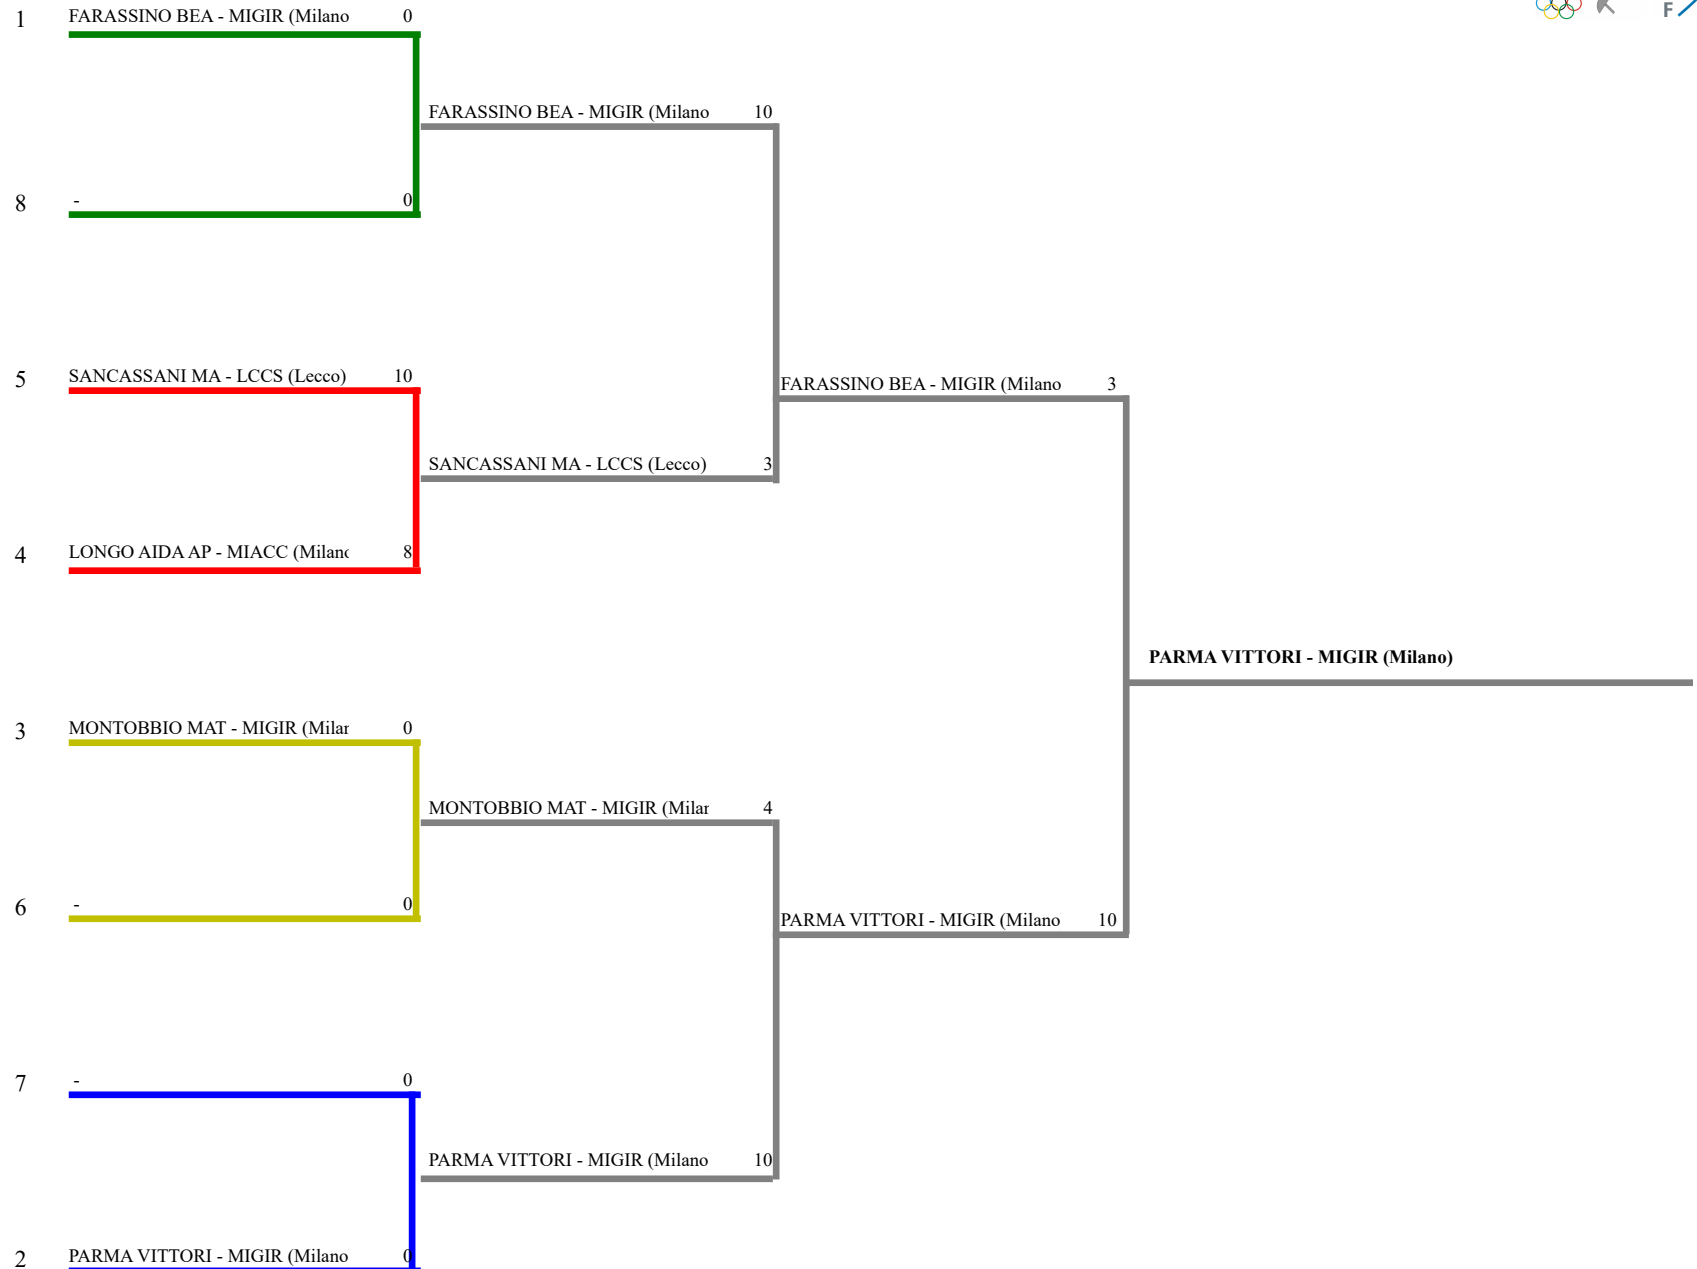 F
1 FARASSINO BEA - MIGIR (Milano 0
FARASSINO BEA - MIGIR (Milano 10
8 - 0
5 SANCASSANI MA - LCCS (Lecco) 10
FARASSINO BEA - MIGIR (Milano 3
SANCASSANI MA - LCCS (Lecco) 3
4 LONGO AIDA AP - MIACC (Milano 8
PARMA VITTORI - MIGIR (Milano)
3 MONTOBBIO MAT - MIGIR (Milar 0
MONTOBBIO MAT - MIGIR (Milar 4
6 - 0
PARMA VITTORI - MIGIR (Milano 10
7 - 0
PARMA VITTORI - MIGIR (Milano 10
2 PARMA VITTORI - MIGIR (Milano 0